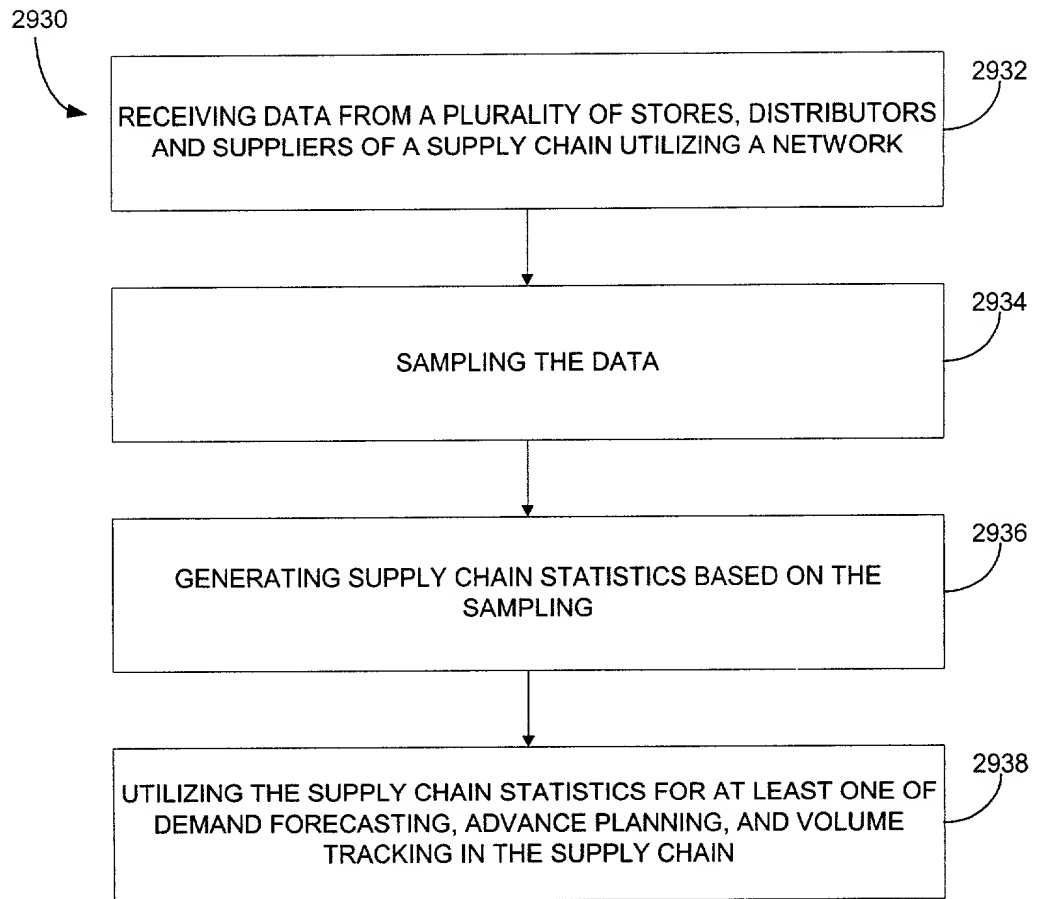 2930
2932
RECEIVING DATA FROM A PLURALITY OF STORES, DISTRIBUTORS
AND SUPPLIERS OF A SUPPLY CHAIN UTILIZING A NETWORK
2934
SAMPLING THE DATA
2936
GENERATING SUPPLY CHAIN STATISTICS BASED ON THE
SAMPLING
2938
UTILIZING THE SUPPLY CHAIN STATISTICS FOR AT LEAST ONE OF
DEMAND FORECASTING, ADVANCE PLANNING, AND VOLUME
TRACKING IN THE SUPPLY CHAIN